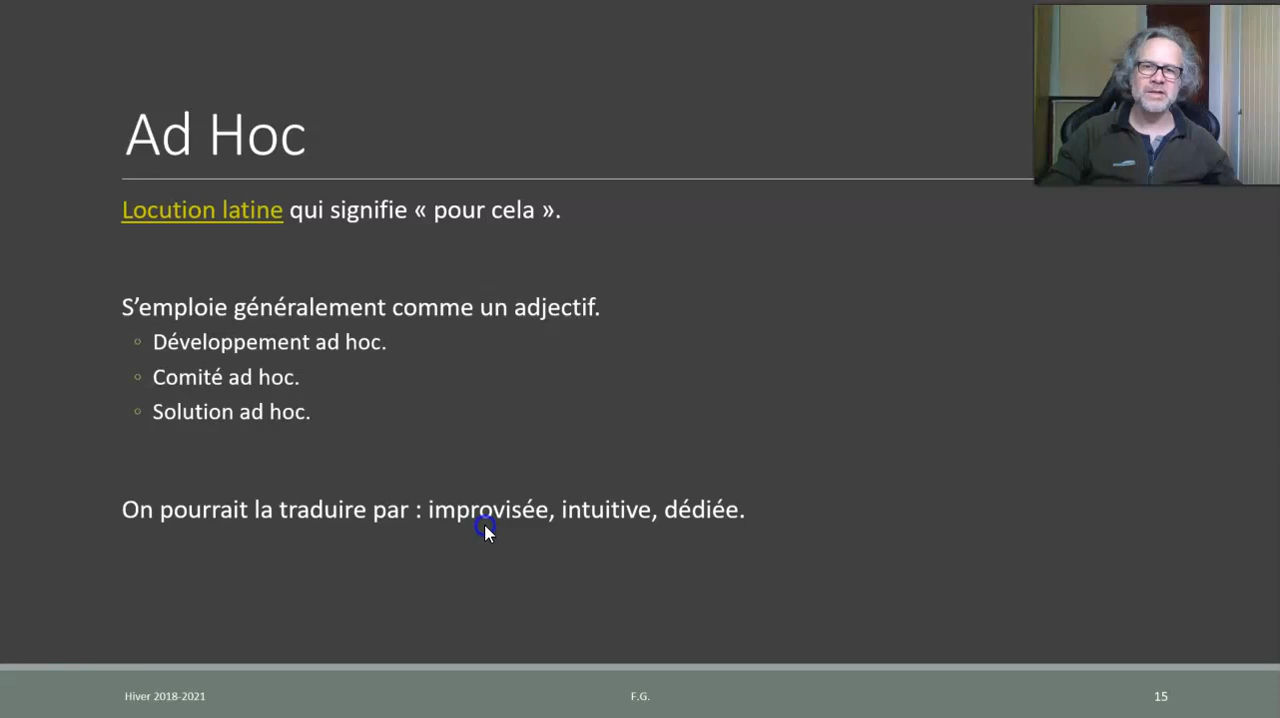 Ad Hoc
Locution latine qui signifie « pour cela ».
S’emploie généralement comme un adjectif.
◦ Développement ad hoc.
◦ Comité ad hoc.
◦ Solution ad hoc.
On pourrait la traduire par : improvisée, intuitive, dédiée.
Hiver 2018-2021
F.G.
15